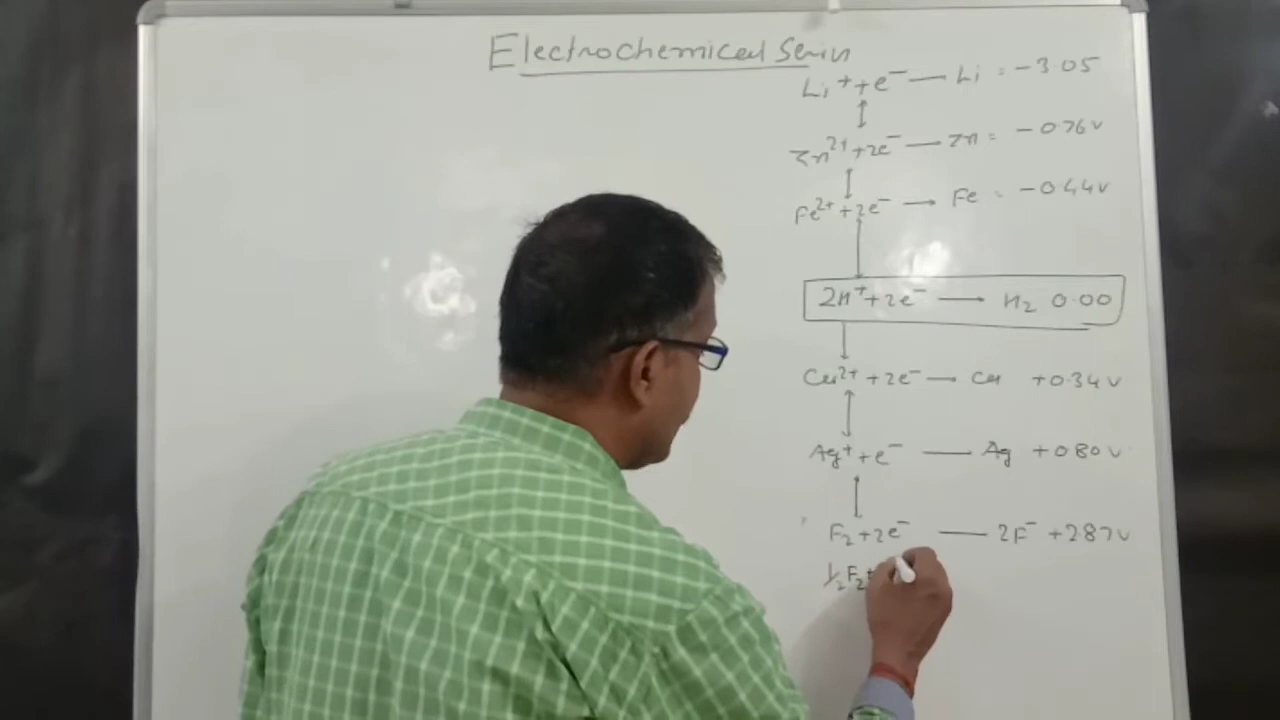 Electrochemical Series
Li⁺ + e⁻ — Li = -3.05
Zn²⁺ + 2e⁻ — Zn = -0.76v
Fe²⁺ + 2e⁻ → Fe = -0.44v
2H⁺ + 2e⁻ — H₂ 0.00
Cu²⁺ + 2e⁻ — Cu +0.34v
Ag⁺ + e⁻ — Ag +0.80v
F₂ + 2e⁻ — 2F⁻ +2.87v
½F₂ +